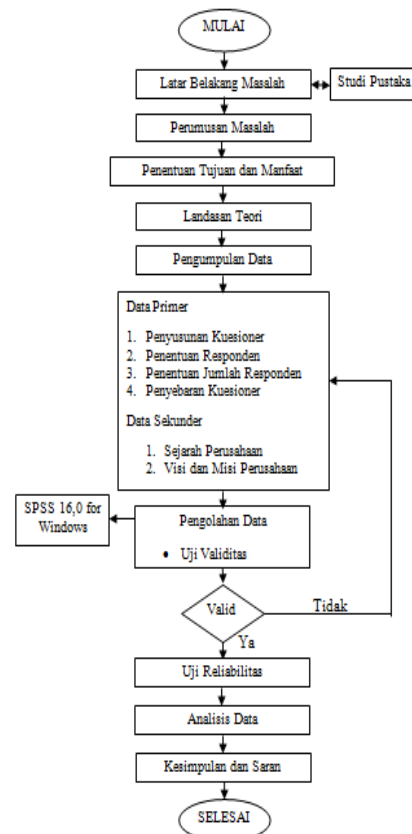 MULAI
Latar Belakang Masalah
Studi Pustaka
Perumusan Masalah
Penentuan Tujuan dan Manfaat
Landasan Teori
Pengumpulan Data
Data Primer
1. Penyusunan Kuesioner
2. Penentuan Responden
3. Penentuan Jumlah Responden
4. Penyebaran Kuesioner
Data Sekunder
1. Sejarah Perusahaan
2. Visi dan Misi Perusahaan
SPSS 16,0 for
Windows
Pengolahan Data
• Uji Validitas
Valid
Tidak
Ya
Uji Reliabilitas
Analisis Data
Kesimpulan dan Saran
SELESAI